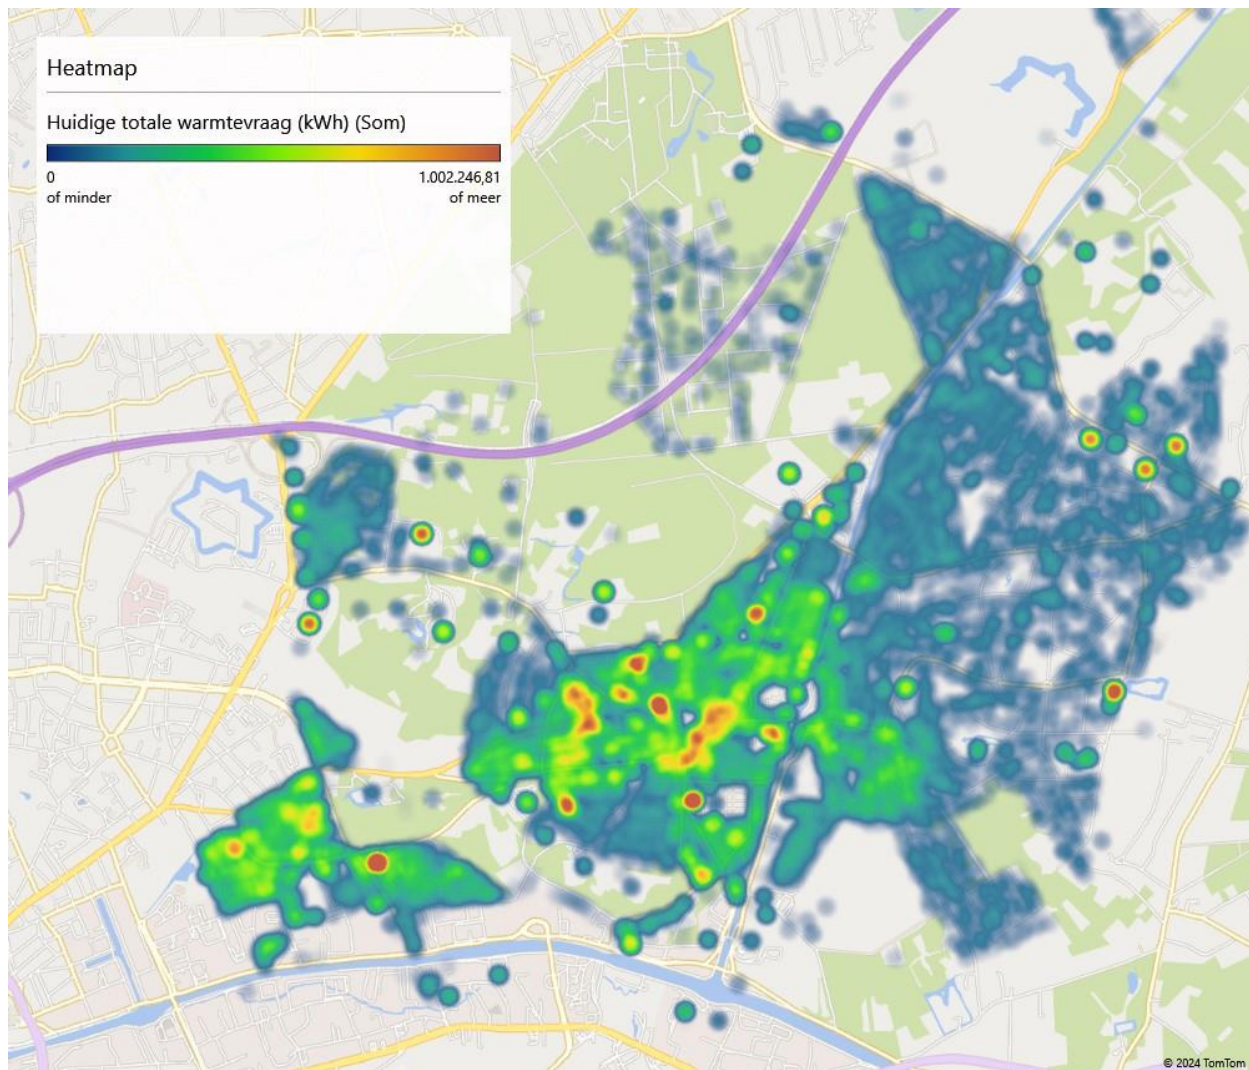 Heatmap
Huidige totale warmtevraag (kWh) (Som)
0
1.002.246,81
of minder
of meer
© 2024 TomTom